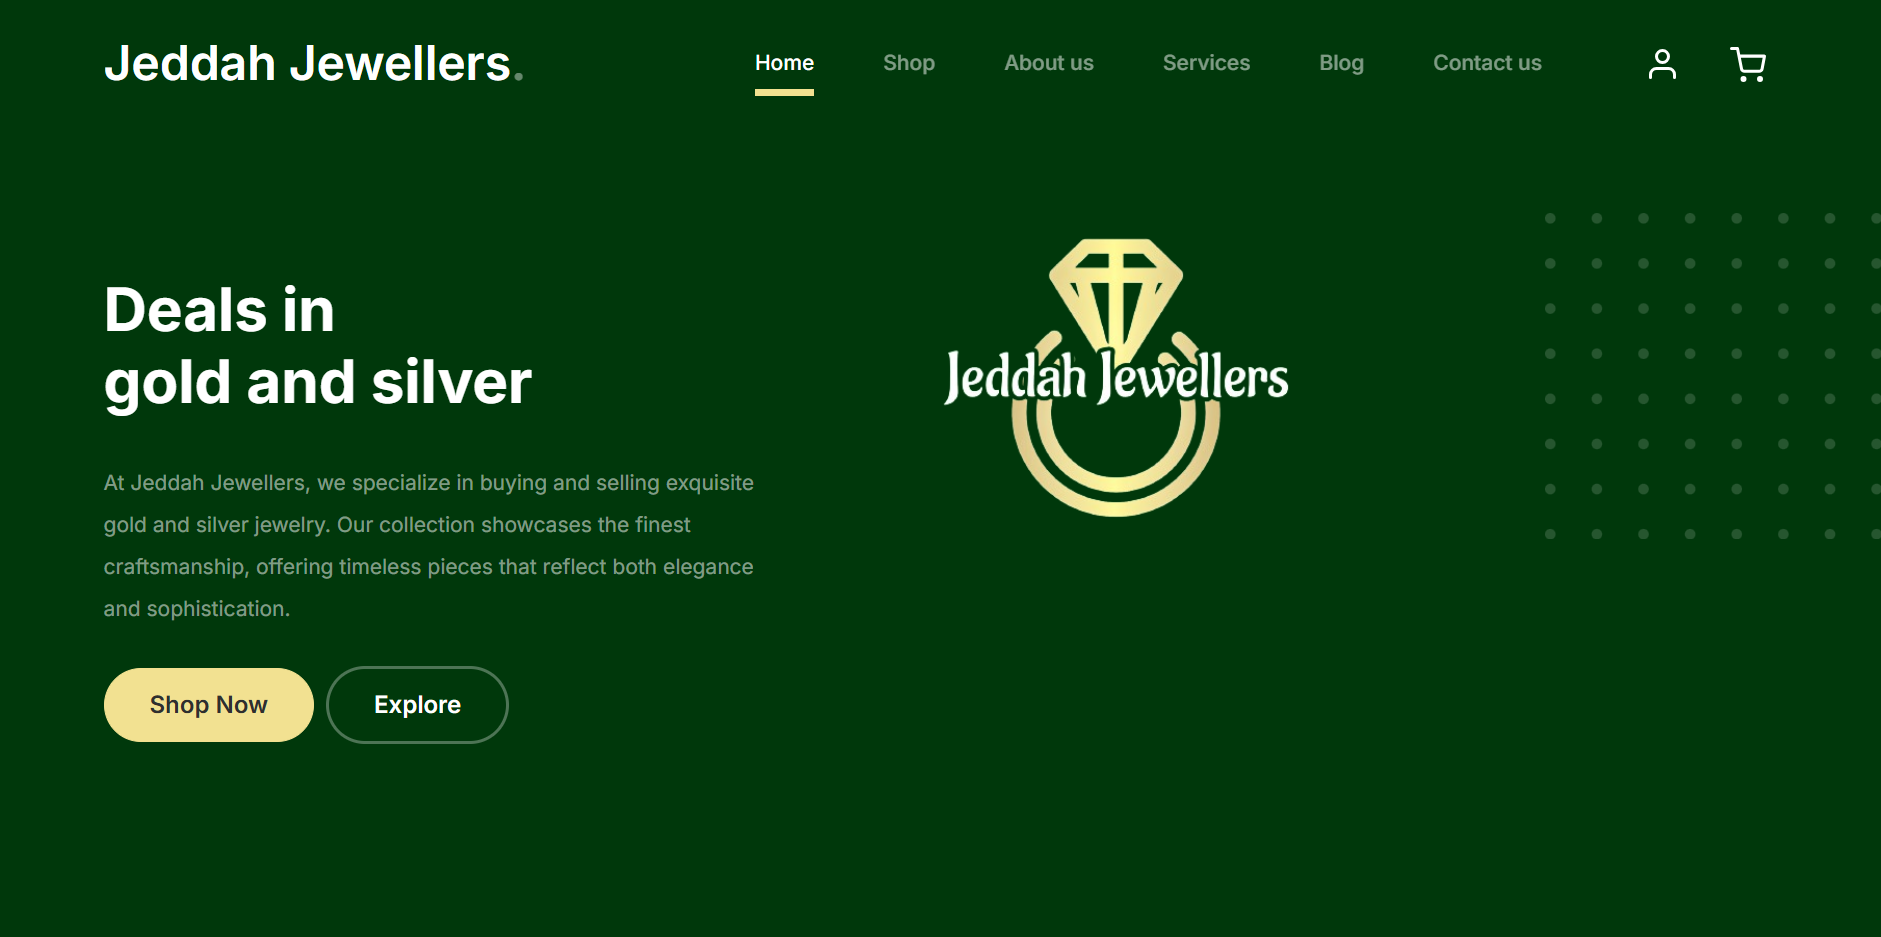 Jeddah Jewellers.
Home
Shop
About us
Services
Blog
Contact us
Deals in
gold and silver
Jeddah Jewellers
At Jeddah Jewellers, we specialize in buying and selling exquisite
gold and silver jewelry. Our collection showcases the finest
craftsmanship, offering timeless pieces that reflect both elegance
and sophistication.
Shop Now
Explore